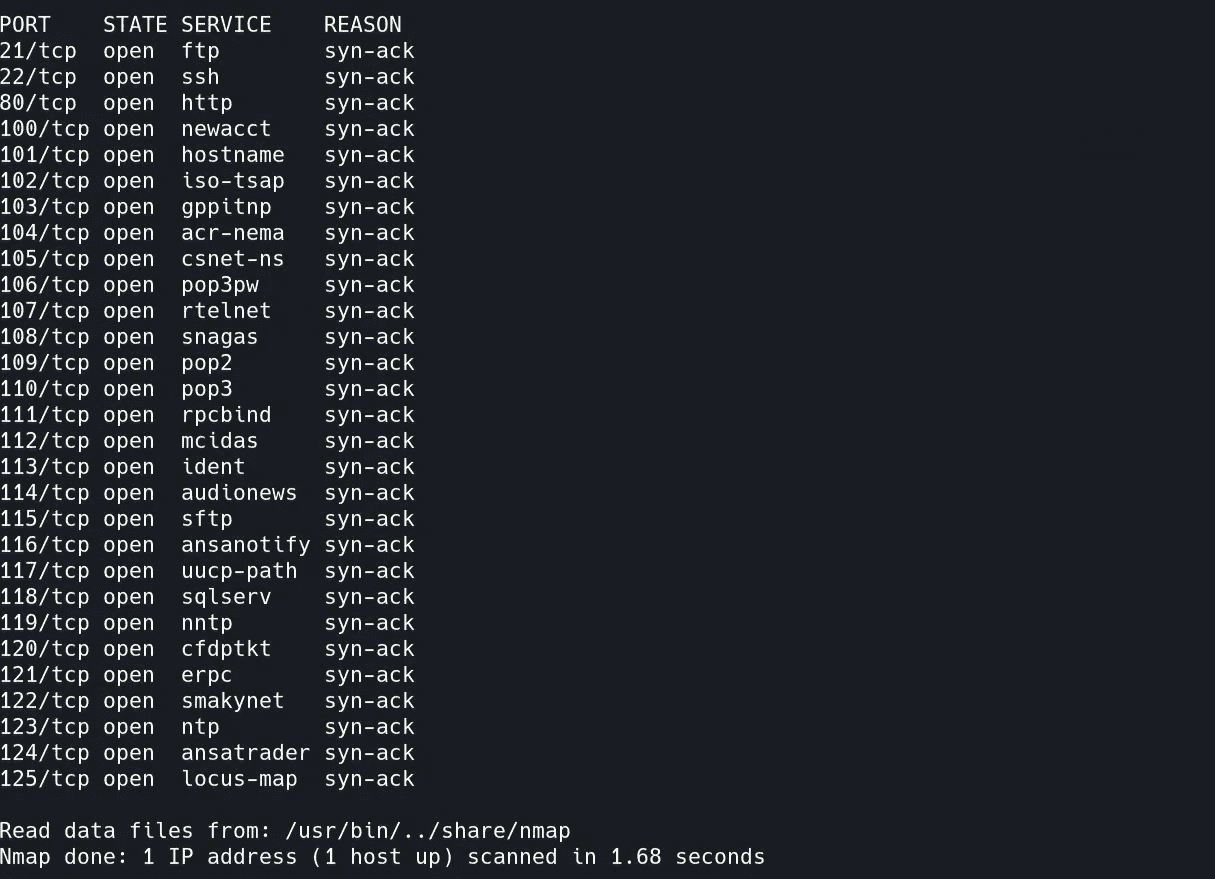 PORT    STATE SERVICE    REASON
21/tcp  open  ftp        syn-ack
22/tcp  open  ssh        syn-ack
80/tcp  open  http       syn-ack
100/tcp open  newacct    syn-ack
101/tcp open  hostname   syn-ack
102/tcp open  iso-tsap   syn-ack
103/tcp open  gppitnp    syn-ack
104/tcp open  acr-nema   syn-ack
105/tcp open  csnet-ns   syn-ack
106/tcp open  pop3pw     syn-ack
107/tcp open  rtelnet    syn-ack
108/tcp open  snagas     syn-ack
109/tcp open  pop2       syn-ack
110/tcp open  pop3       syn-ack
111/tcp open  rpcbind    syn-ack
112/tcp open  mcidas     syn-ack
113/tcp open  ident      syn-ack
114/tcp open  audionews  syn-ack
115/tcp open  sftp       syn-ack
116/tcp open  ansanotify syn-ack
117/tcp open  uucp-path  syn-ack
118/tcp open  sqlserv    syn-ack
119/tcp open  nntp       syn-ack
120/tcp open  cfdptkt    syn-ack
121/tcp open  erpc       syn-ack
122/tcp open  smakynet   syn-ack
123/tcp open  ntp        syn-ack
124/tcp open  ansatrader syn-ack
125/tcp open  locus-map  syn-ack
Read data files from: /usr/bin/../share/nmap
Nmap done: 1 IP address (1 host up) scanned in 1.68 seconds